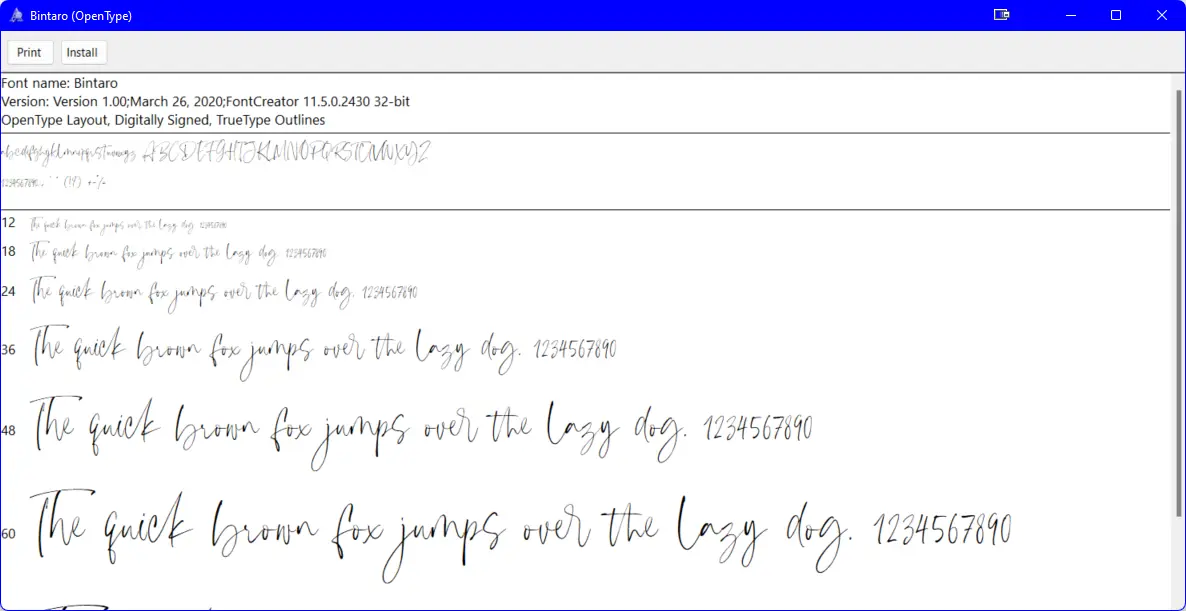 Bintaro (OpenType)
Print Install
Font name: Bintaro
Version: Version 1.00;March 26, 2020;FontCreator 11.5.0.2430 32-bit
OpenType Layout, Digitally Signed, TrueType Outlines
abcdefghijklmnopqrstuvwxyz ABCDEFGHIJKLMNOPQRSTUVWXYZ
1234567890
12 The quick brown fox jumps over the lazy dog. 1234567890
18 The quick brown fox jumps over the lazy dog. 1234567890
24 The quick brown fox jumps over the lazy dog. 1234567890
36 The quick brown fox jumps over the lazy dog. 1234567890
48 The quick brown fox jumps over the lazy dog. 1234567890
60 The quick brown fox jumps over the lazy dog. 1234567890